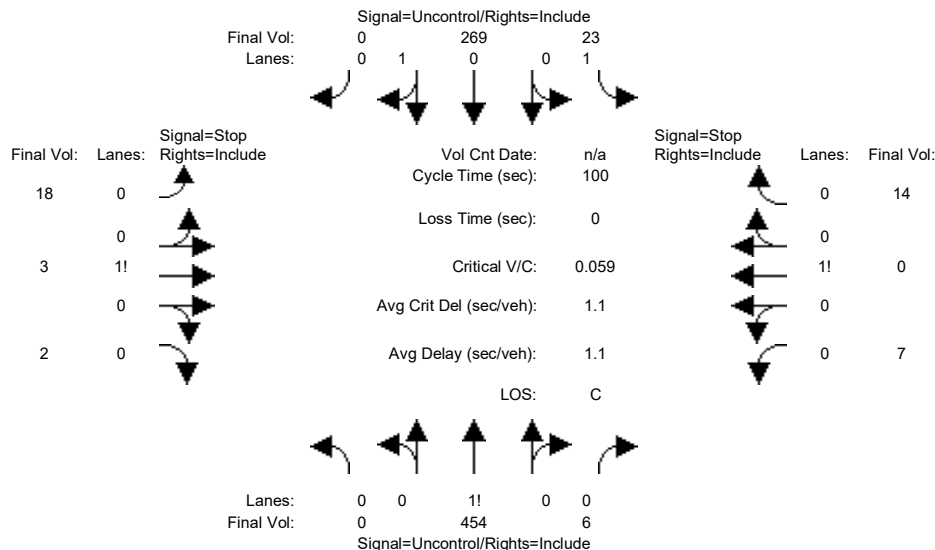 Signal=Uncontrol/Rights=Include
Final Vol: 0 269 23
Lanes: 0 1 0 0 1
Signal=Stop Signal=Stop
Final Vol: Lanes: Rights=Include Vol Cnt Date: n/a Rights=Include Lanes: Final Vol:
Cycle Time (sec): 100
18 0 0 14
Loss Time (sec): 0
0 0
3 1! Critical V/C: 0.059 1! 0
0 Avg Crit Del (sec/veh): 1.1 0
2 0 Avg Delay (sec/veh): 1.1 0 7
LOS: C
Lanes: 0 0 1! 0 0
Final Vol: 0 454 6
Signal=Uncontrol/Rights=Include